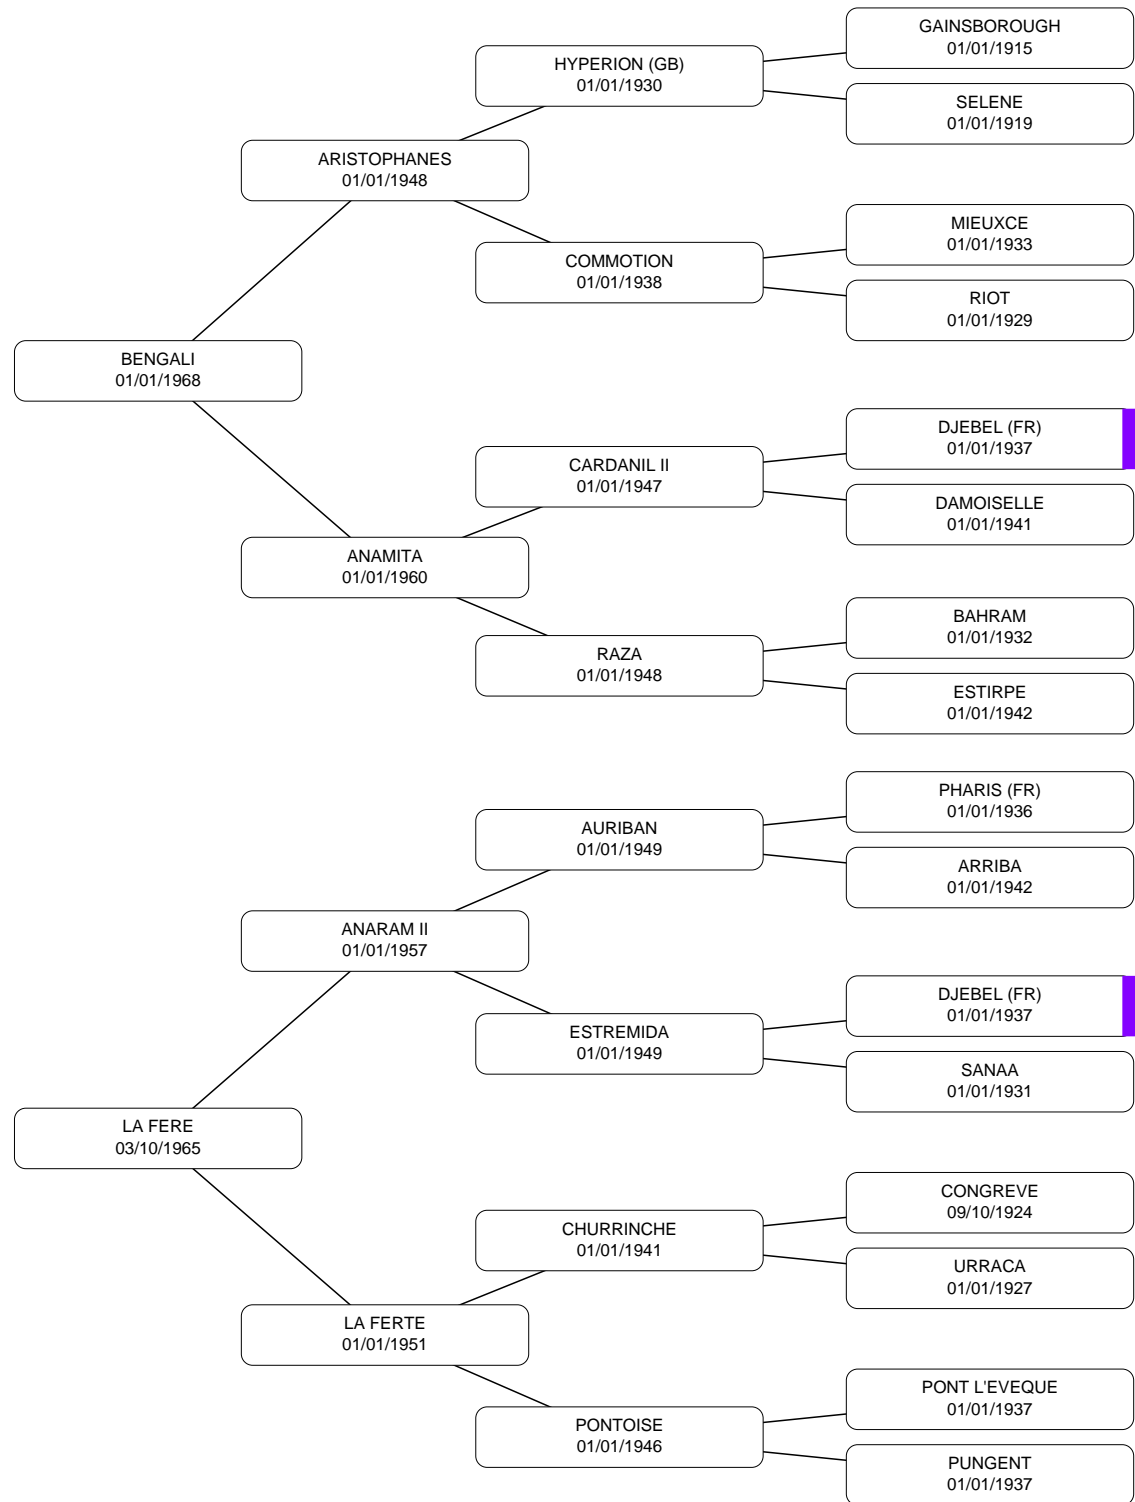 GAINSBOROUGH
01/01/1915
HYPERION (GB)
01/01/1930
SELENE
01/01/1919
ARISTOPHANES
01/01/1948
MIEUXCE
01/01/1933
COMMOTION
01/01/1938
RIOT
01/01/1929
BENGALI
01/01/1968
DJEBEL (FR)
01/01/1937
CARDANIL II
01/01/1947
DAMOISELLE
01/01/1941
ANAMITA
01/01/1960
BAHRAM
01/01/1932
RAZA
01/01/1948
ESTIRPE
01/01/1942
PHARIS (FR)
01/01/1936
AURIBAN
01/01/1949
ARRIBA
01/01/1942
ANARAM II
01/01/1957
DJEBEL (FR)
01/01/1937
ESTREMIDA
01/01/1949
SANAA
01/01/1931
LA FERE
03/10/1965
CONGREVE
09/10/1924
CHURRINCHE
01/01/1941
URRACA
01/01/1927
LA FERTE
01/01/1951
PONT L'EVEQUE
01/01/1937
PONTOISE
01/01/1946
PUNGENT
01/01/1937